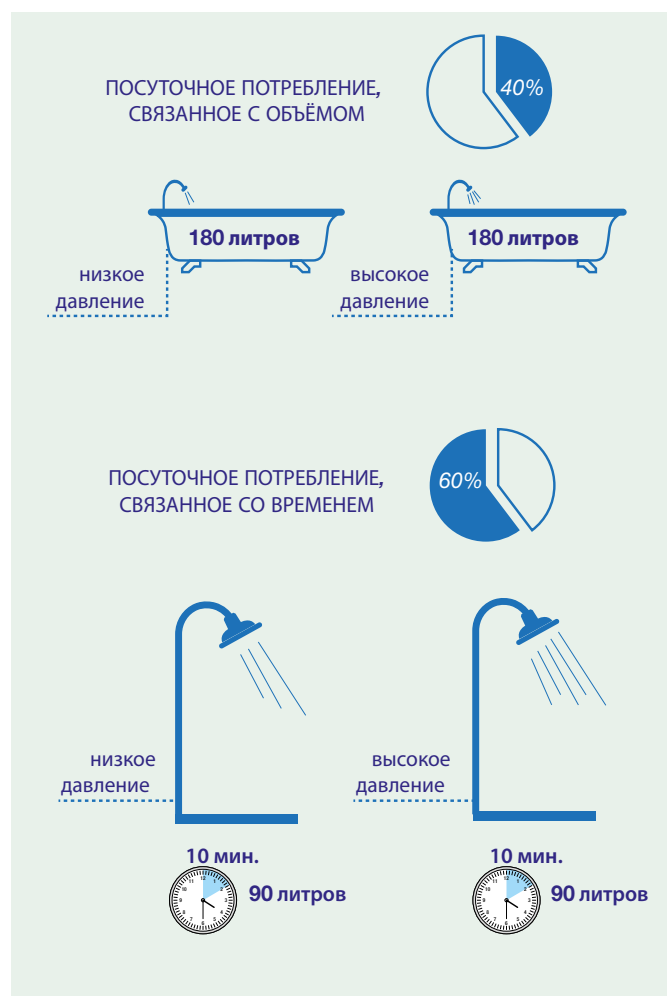 ПОСУТОЧНОЕ ПОТРЕБЛЕНИЕ,
СВЯЗАННОЕ С ОБЪЁМОМ
40%
180 литров
180 литров
низкое
давление
высокое
давление
ПОСУТОЧНОЕ ПОТРЕБЛЕНИЕ,
СВЯЗАННОЕ СО ВРЕМЕНЕМ
60%
низкое
давление
высокое
давление
10 мин.
90 литров
10 мин.
90 литров